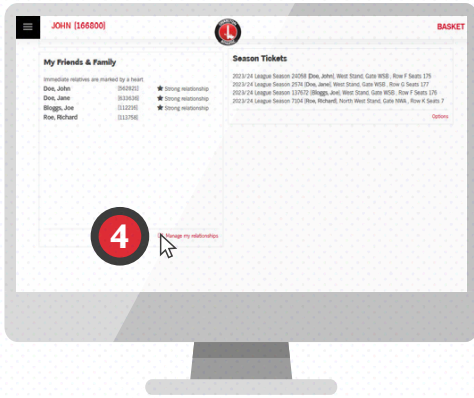 JOHN (166800)
BASKET
My Friends & Family
Immediate relatives are marked by a heart
Doe, John [562621] ★ Strong relationship
Doe, Jane [633636] ★ Strong relationship
Bloggs, Joe [112236] ★ Strong relationship
Roe, Richard [113768]
Season Tickets
2023/24 League Season 24098 [Doe, John], West Stand, Gate WSB , Row F Seats 175
2023/24 League Season 2574 [Doe, Jane], West Stand, Gate WSB , Row G Seats 177
2023/24 League Season 137672 [Bloggs, Joe], West Stand, Gate WSB , Row F Seats 176
2023/24 League Season 7104 [Roe, Richard], North West Stand, Gate NWA , Row K Seats 7
Options
4
Manage my relationships